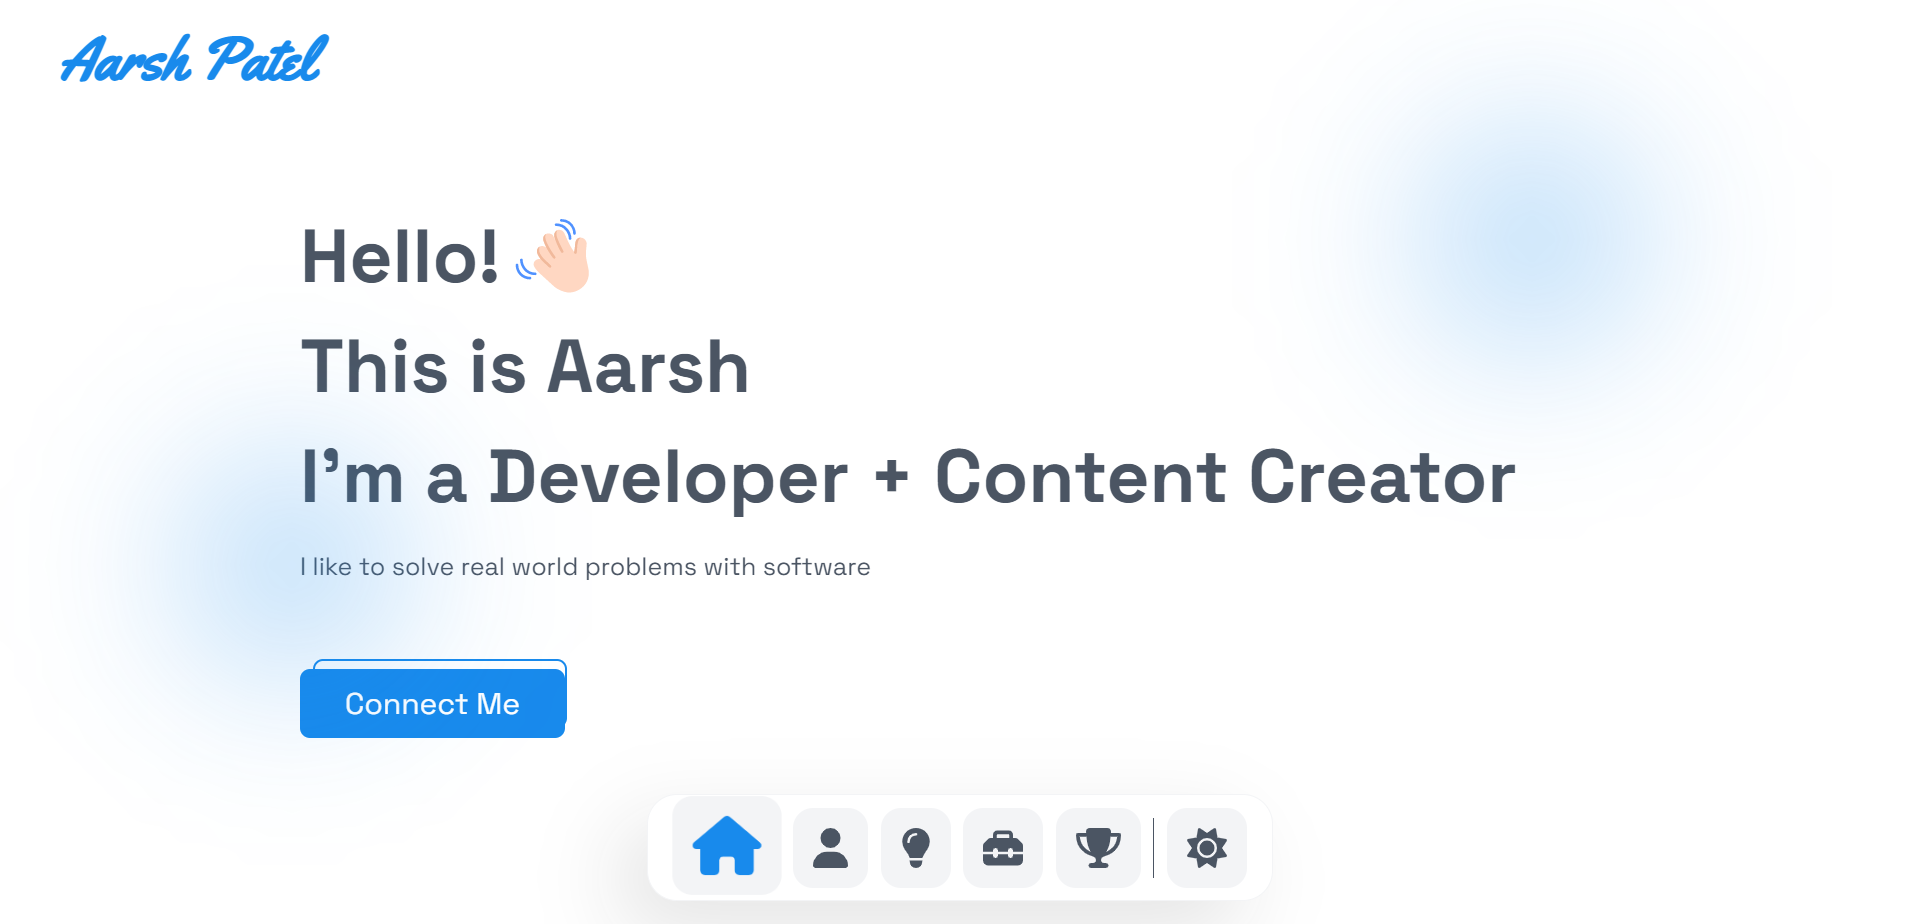 Aarsh Patel
Hello!
This is Aarsh
I'm a Developer + Content Creator
I like to solve real world problems with software
Connect Me